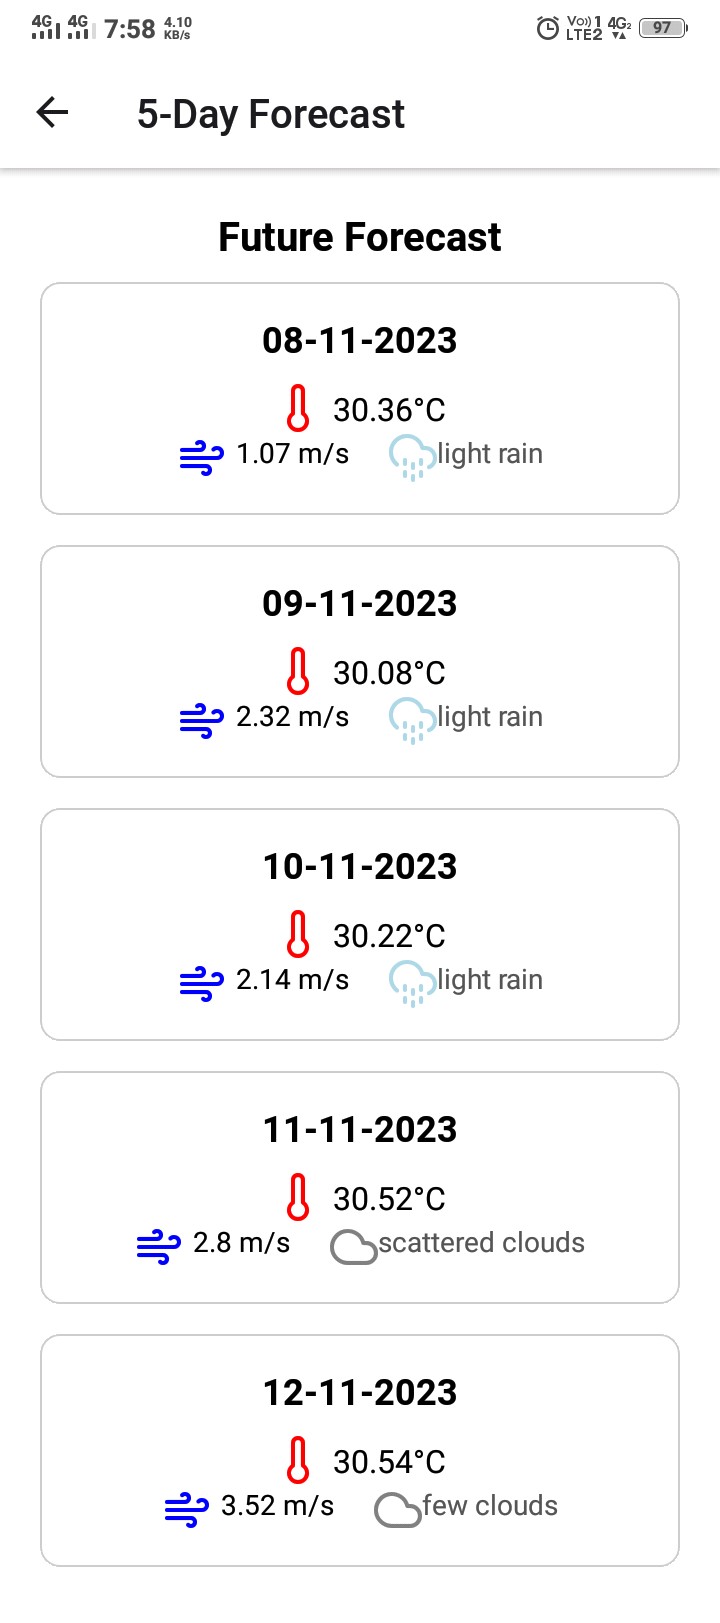 4G 4G 7:58 4.10 KB/s Vo)) 1 LTE2 4G2 97
5-Day Forecast
Future Forecast
08-11-2023
30.36°C
1.07 m/s light rain
09-11-2023
30.08°C
2.32 m/s light rain
10-11-2023
30.22°C
2.14 m/s light rain
11-11-2023
30.52°C
2.8 m/s scattered clouds
12-11-2023
30.54°C
3.52 m/s few clouds